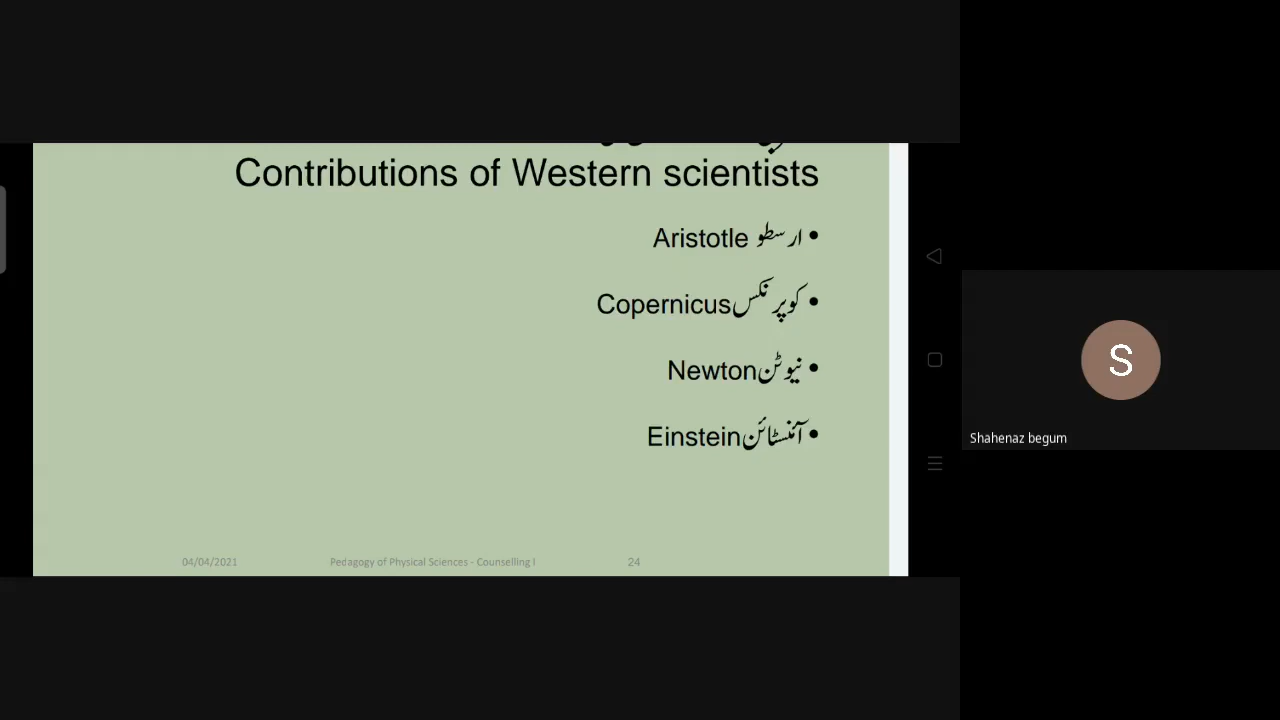 Contributions of Western scientists
• ارسطو Aristotle
• کوپرنکس Copernicus
• نیوٹن Newton
• آئنسٹائن Einstein
04/04/2021 Pedagogy of Physical Sciences - Counselling I 24
S
Shahenaz begum